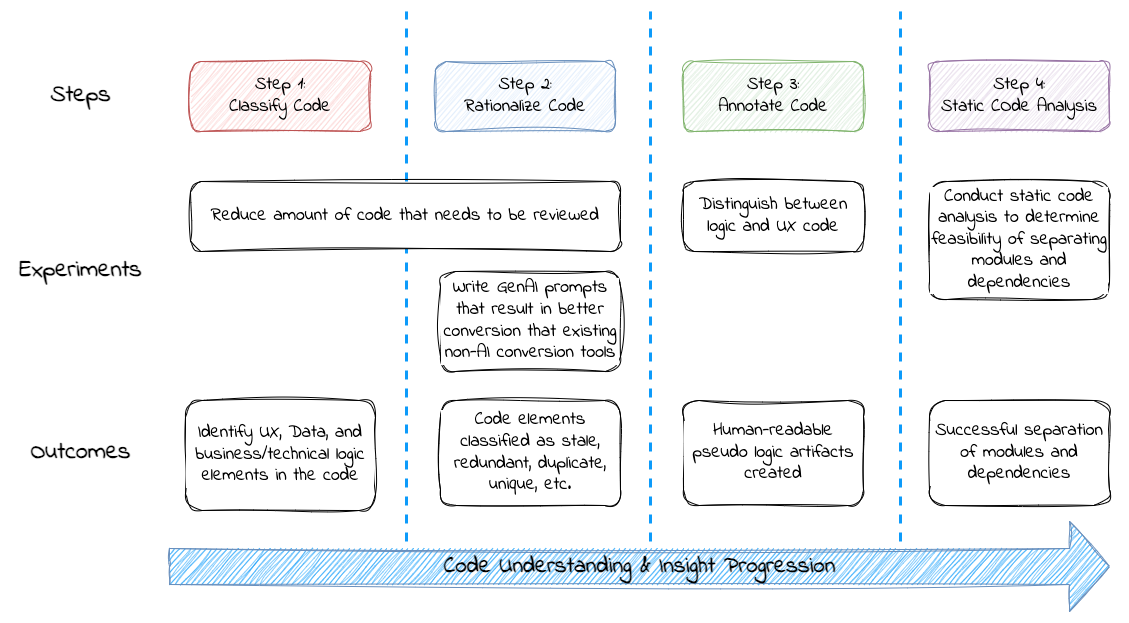 Steps
Step 1:
Classify Code
Step 2:
Rationalize Code
Step 3:
Annotate Code
Step 4:
Static Code Analysis
Experiments
Reduce amount of code that needs to be reviewed
Write GenAI prompts
that result in better
conversion that existing
non-AI conversion tools
Distinguish between
logic and UX code
Conduct static code
analysis to determine
feasibility of separating
modules and
dependencies
Outcomes
Identify UX, Data, and
business/technical logic
elements in the code
Code elements
classified as stale,
redundant, duplicate,
unique, etc.
Human-readable
pseudo logic artifacts
created
Successful separation
of modules and
dependencies
Code Understanding & Insight Progression